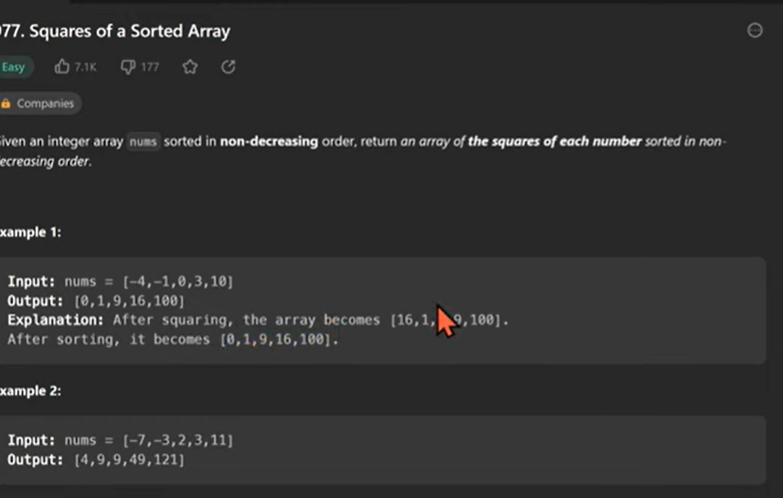 977. Squares of a Sorted Array
Easy 7.1K 177
Companies
iven an integer array nums sorted in non-decreasing order, return an array of the squares of each number sorted in non-
ecreasing order.
xample 1:
Input: nums = [-4,-1,0,3,10]
Output: [0,1,9,16,100]
Explanation: After squaring, the array becomes [16,1, 9,100].
After sorting, it becomes [0,1,9,16,100].
xample 2:
Input: nums = [-7,-3,2,3,11]
Output: [4,9,9,49,121]